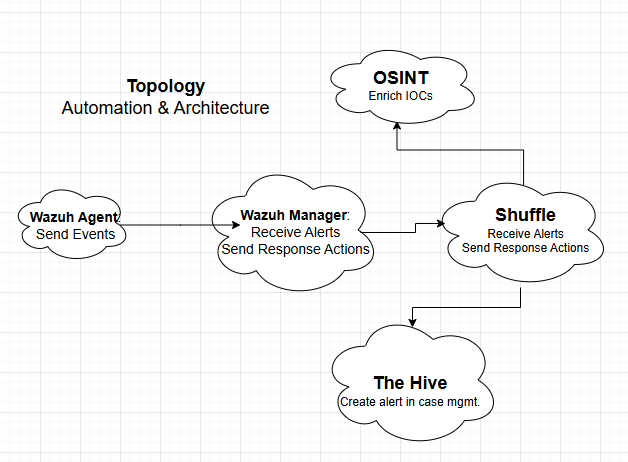 Topology
Automation & Architecture
OSINT
Enrich IOCs
Wazuh Agent:
Send Events
Wazuh Manager:
Receive Alerts
Send Response Actions
Shuffle
Receive Alerts
Send Response Actions
The Hive
Create alert in case mgmt.